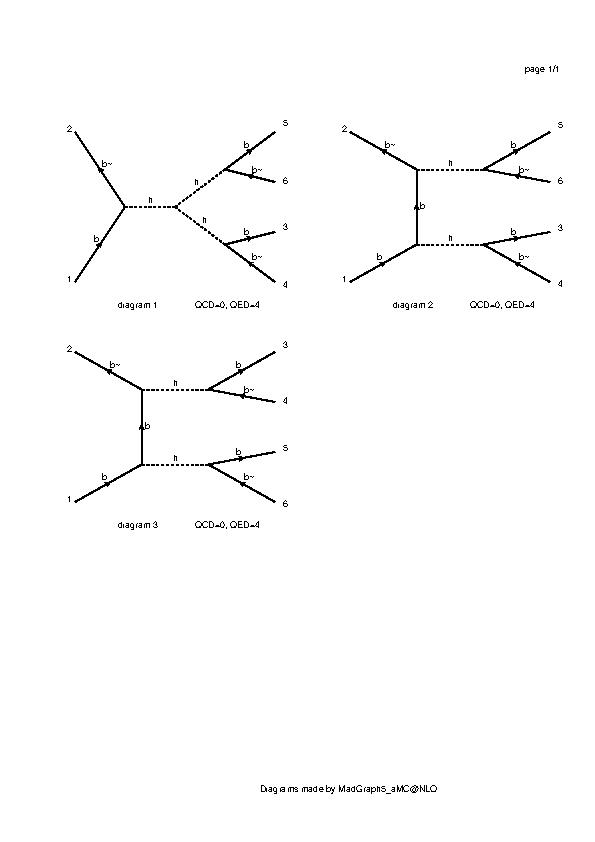 page 1/1
2 b~ b 1 h h h b b~ b b~ 5 6 3 4
diagram 1 QCD=0, QED=4
2 b~ b b 1 h h b b~ b b~ 5 6 3 4
diagram 2 QCD=0, QED=4
2 b~ b b 1 h h b b~ b b~ 3 4 5 6
diagram 3 QCD=0, QED=4
Diagrams made by MadGraph5_aMC@NLO